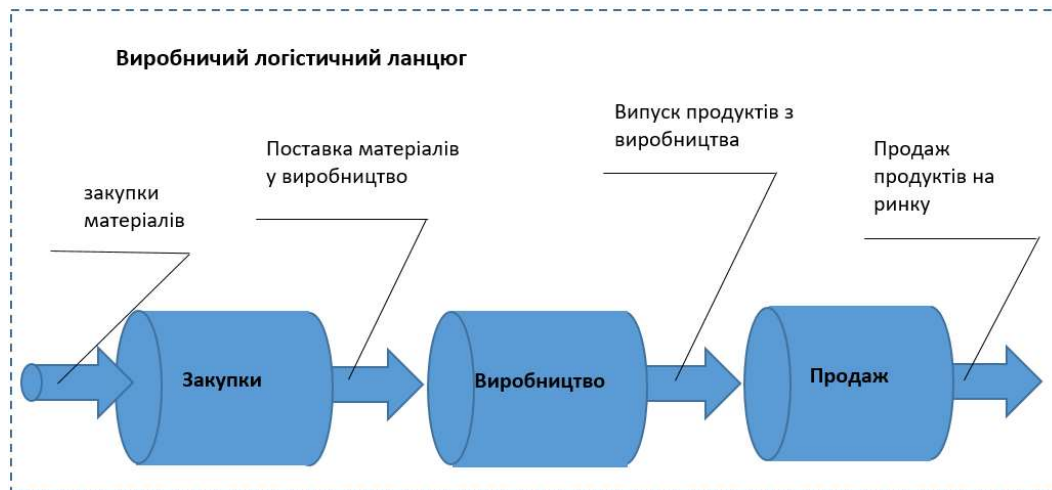 Виробничий логістичний ланцюг
закупки
матеріалів
Поставка матеріалів
у виробництво
Випуск продуктів з
виробництва
Продаж
продуктів на
ринку
Закупки
Виробництво
Продаж